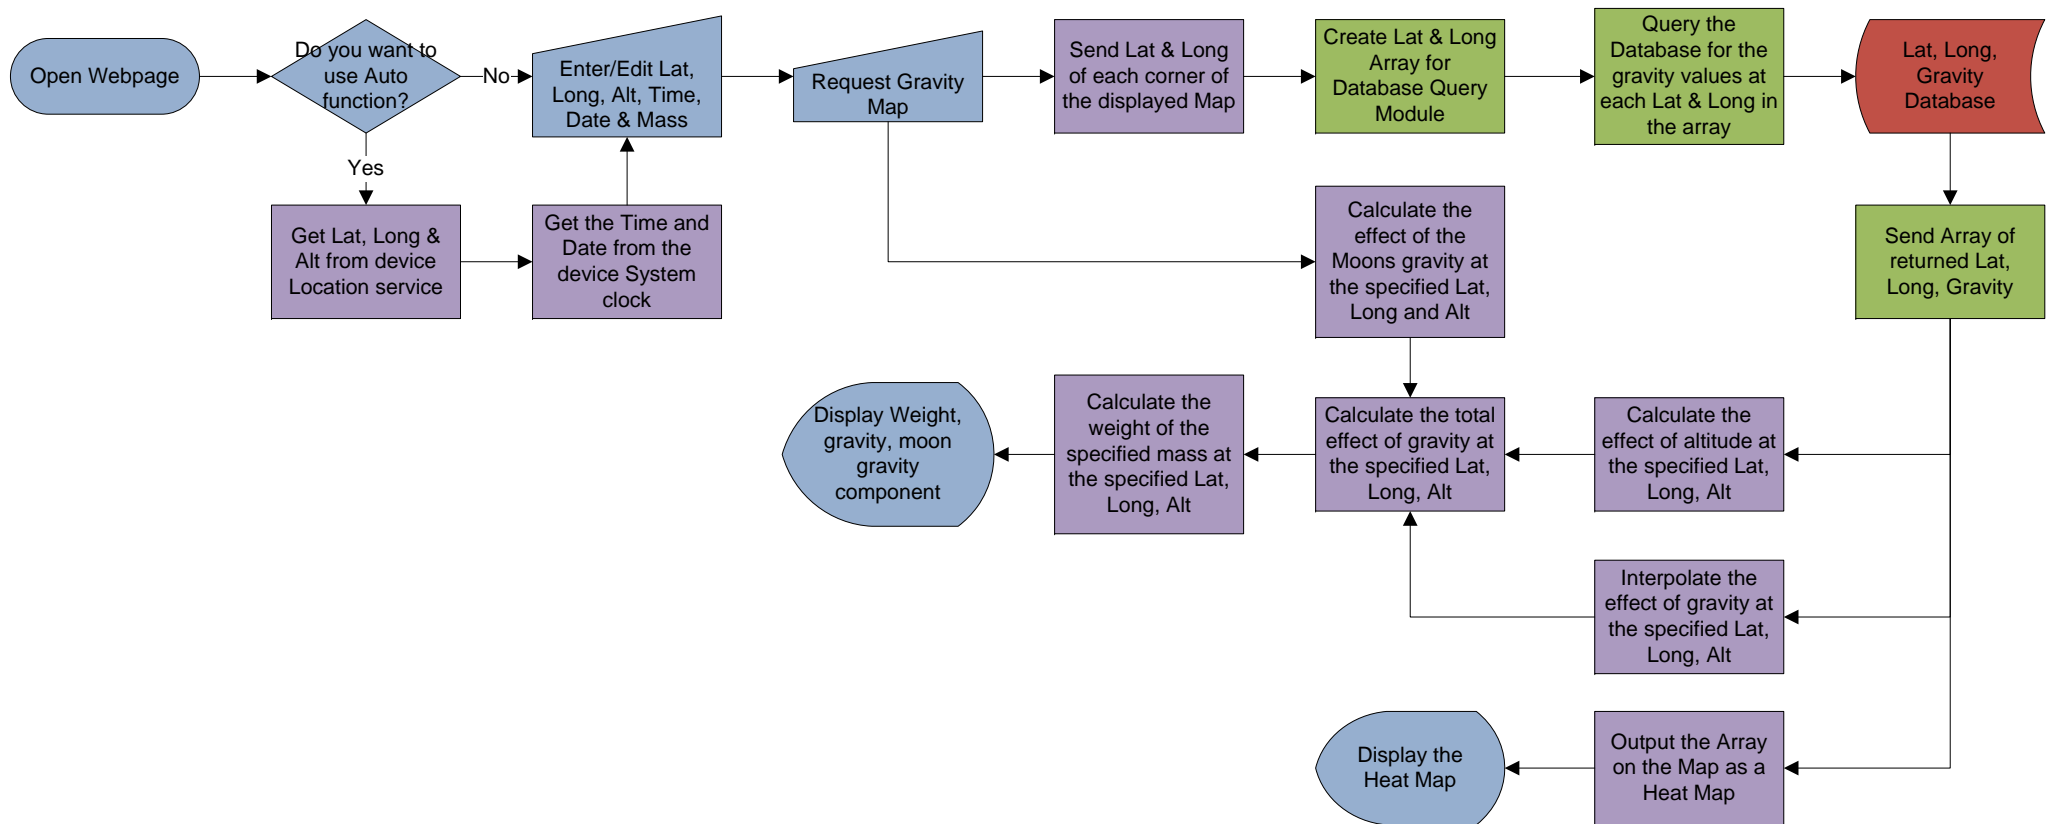 Open Webpage
Do you want to
use Auto
function?
No
Yes
Enter/Edit Lat,
Long, Alt, Time,
Date & Mass
Request Gravity
Map
Send Lat & Long
of each corner of
the displayed Map
Create Lat & Long
Array for
Database Query
Module
Query the
Database for the
gravity values at
each Lat & Long in
the array
Lat, Long,
Gravity
Database
Get Lat, Long &
Alt from device
Location service
Get the Time and
Date from the
device System
clock
Calculate the
effect of the
Moons gravity at
the specified Lat,
Long and Alt
Send Array of
returned Lat,
Long, Gravity
Display Weight,
gravity, moon
gravity
component
Calculate the
weight of the
specified mass at
the specified Lat,
Long, Alt
Calculate the total
effect of gravity at
the specified Lat,
Long, Alt
Calculate the
effect of altitude at
the specified Lat,
Long, Alt
Interpolate the
effect of gravity at
the specified Lat,
Long, Alt
Display the
Heat Map
Output the Array
on the Map as a
Heat Map